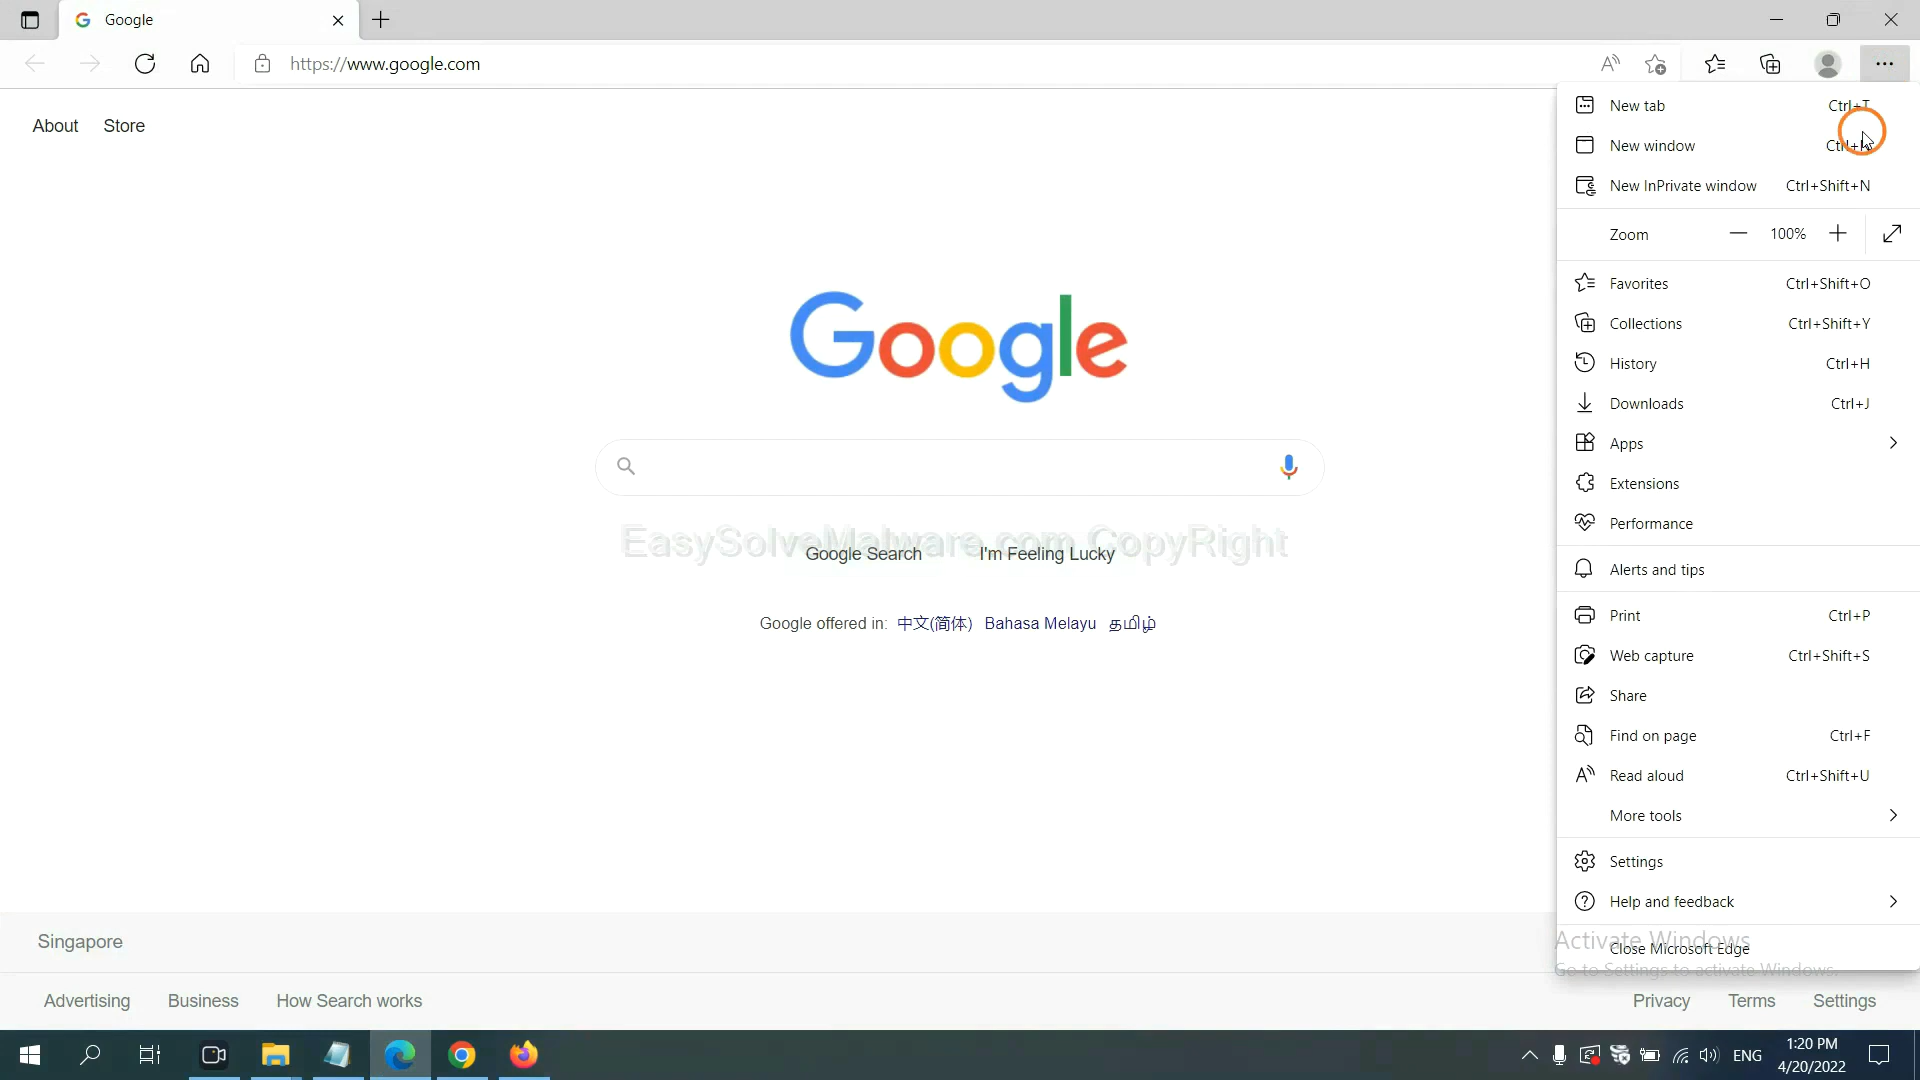 Google
https://www.google.com
About Store
New tab Ctrl+T
New window
New InPrivate window Ctrl+Shift+N
Zoom 100%
Favorites Ctrl+Shift+O
Collections Ctrl+Shift+Y
History Ctrl+H
Downloads Ctrl+J
Apps
Extensions
Performance
Alerts and tips
Print Ctrl+P
Web capture Ctrl+Shift+S
Share
Find on page Ctrl+F
Read aloud Ctrl+Shift+U
More tools
Settings
Help and feedback
Close Microsoft Edge
Google
EasySolveMalware.com CopyRight
Google Search I'm Feeling Lucky
Google offered in: 中文(简体) Bahasa Melayu தமிழ்
Activate Windows
Go to Settings to activate Windows.
Singapore
Advertising Business How Search works Privacy Terms Settings
ENG
1:20 PM
4/20/2022